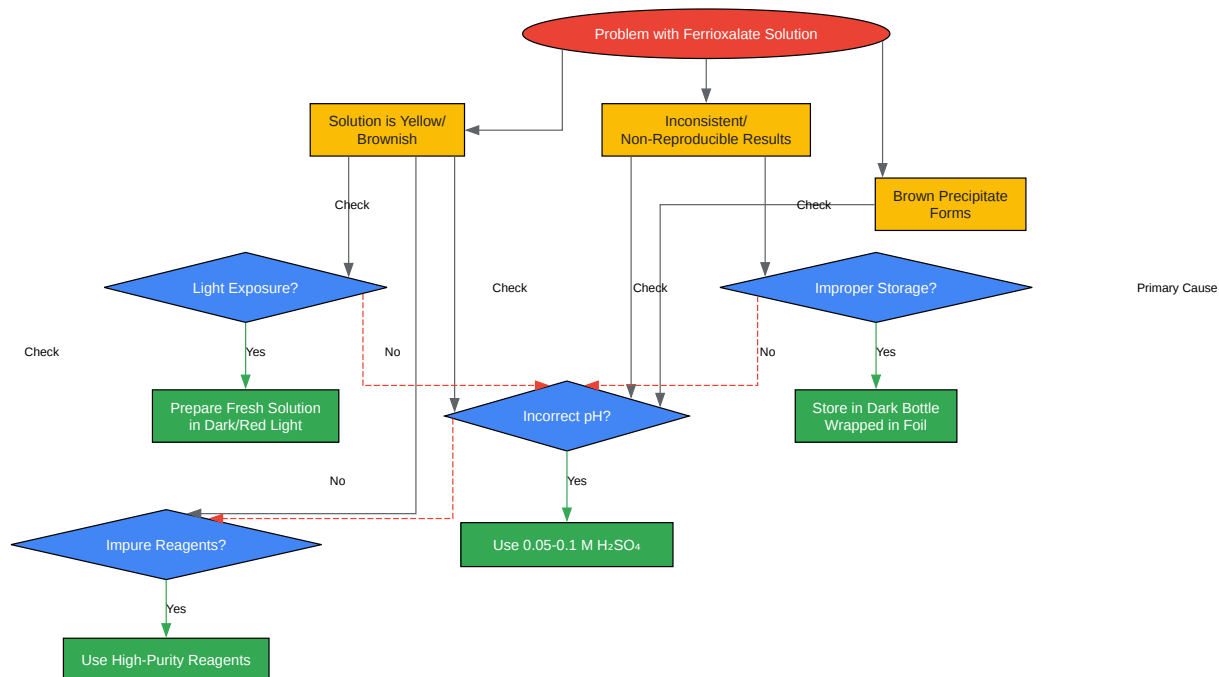 Problem with Ferrioxalate Solution
Solution is Yellow/
Brownish
Inconsistent/
Non-Reproducible Results
Brown Precipitate
Forms
Check
Check
Light Exposure?
Check
Check
Improper Storage?
Primary Cause
Check
Yes
No
No
Yes
Prepare Fresh Solution
in Dark/Red Light
Incorrect pH?
Store in Dark Bottle
Wrapped in Foil
No
Yes
Impure Reagents?
Use 0.05-0.1 M H₂SO₄
Yes
Use High-Purity Reagents